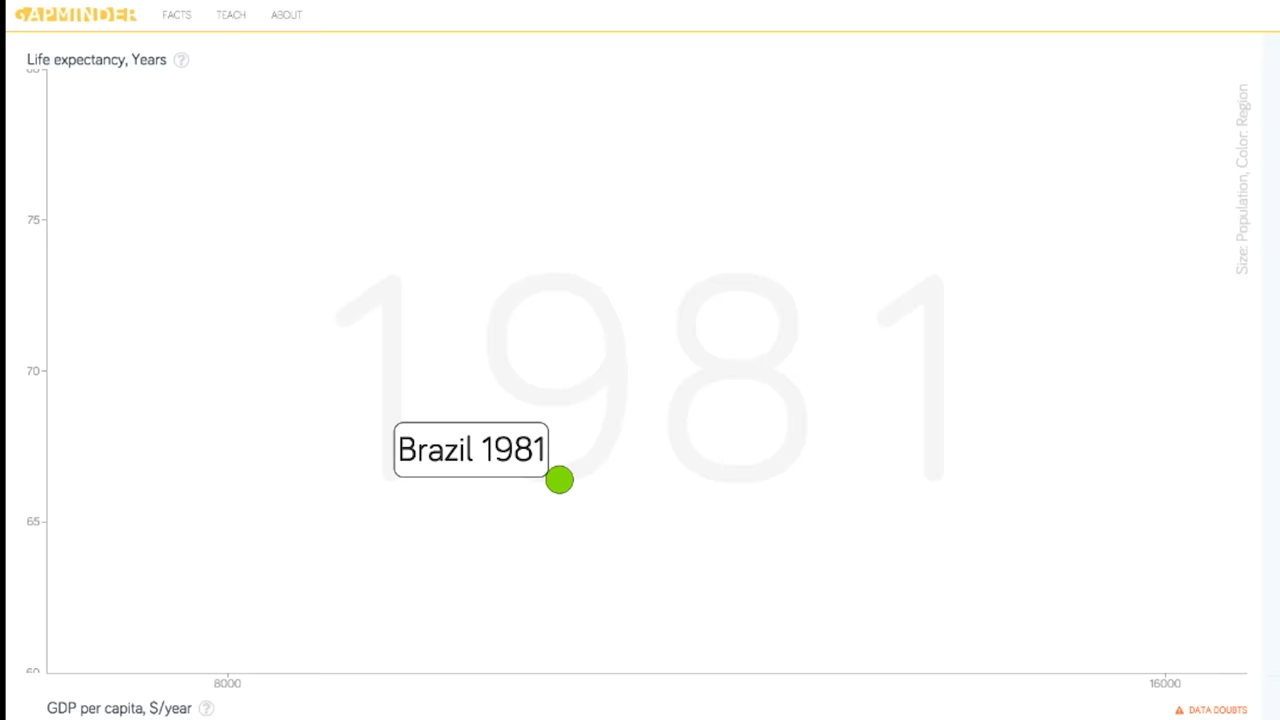 GAPMINDER FACTS TEACH ABOUT
Life expectancy, Years ?
75
Size: Population, Color: Region
1981
70
Brazil 1981
65
8000
16000
GDP per capita, $/year ?
DATA DOUBTS